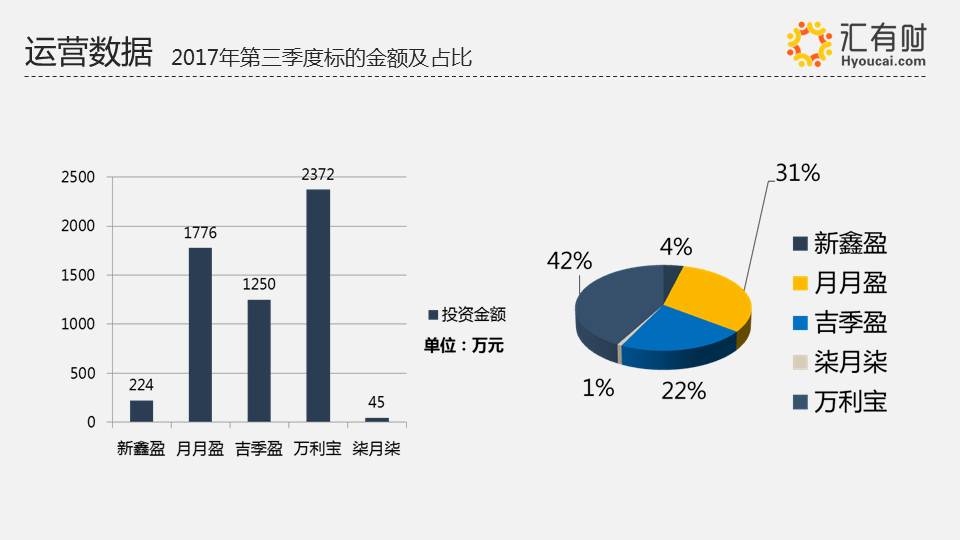 运营数据 2017年第三季度标的金额及占比
汇有财
Hyoucai.com
2500
2000
1500
1000
500
0
224
1776
1250
2372
45
新鑫盈 月月盈 吉季盈 万利宝 柒月柒
投资金额
单位：万元
31%
4%
42%
1%
22%
新鑫盈
月月盈
吉季盈
柒月柒
万利宝